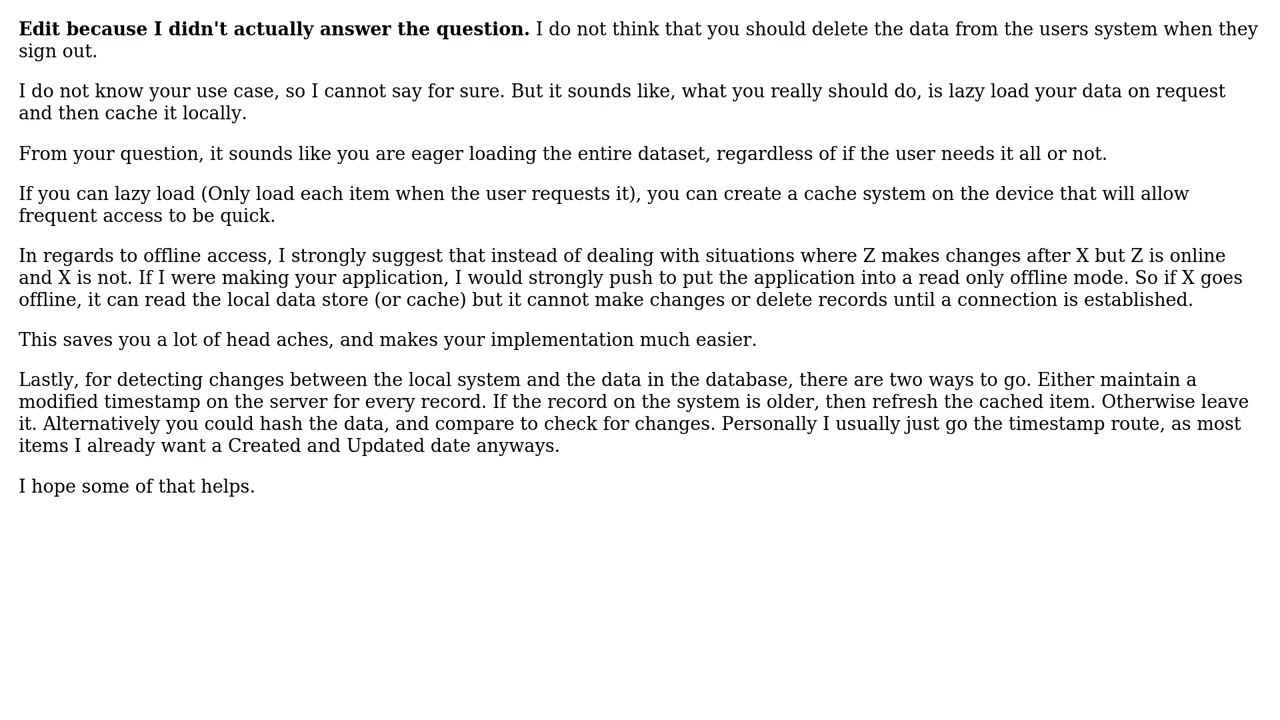 Edit because I didn't actually answer the question. I do not think that you should delete the data from the users system when they
sign out.
I do not know your use case, so I cannot say for sure. But it sounds like, what you really should do, is lazy load your data on request
and then cache it locally.
From your question, it sounds like you are eager loading the entire dataset, regardless of if the user needs it all or not.
If you can lazy load (Only load each item when the user requests it), you can create a cache system on the device that will allow
frequent access to be quick.
In regards to offline access, I strongly suggest that instead of dealing with situations where Z makes changes after X but Z is online
and X is not. If I were making your application, I would strongly push to put the application into a read only offline mode. So if X goes
offline, it can read the local data store (or cache) but it cannot make changes or delete records until a connection is established.
This saves you a lot of head aches, and makes your implementation much easier.
Lastly, for detecting changes between the local system and the data in the database, there are two ways to go. Either maintain a
modified timestamp on the server for every record. If the record on the system is older, then refresh the cached item. Otherwise leave
it. Alternatively you could hash the data, and compare to check for changes. Personally I usually just go the timestamp route, as most
items I already want a Created and Updated date anyways.
I hope some of that helps.